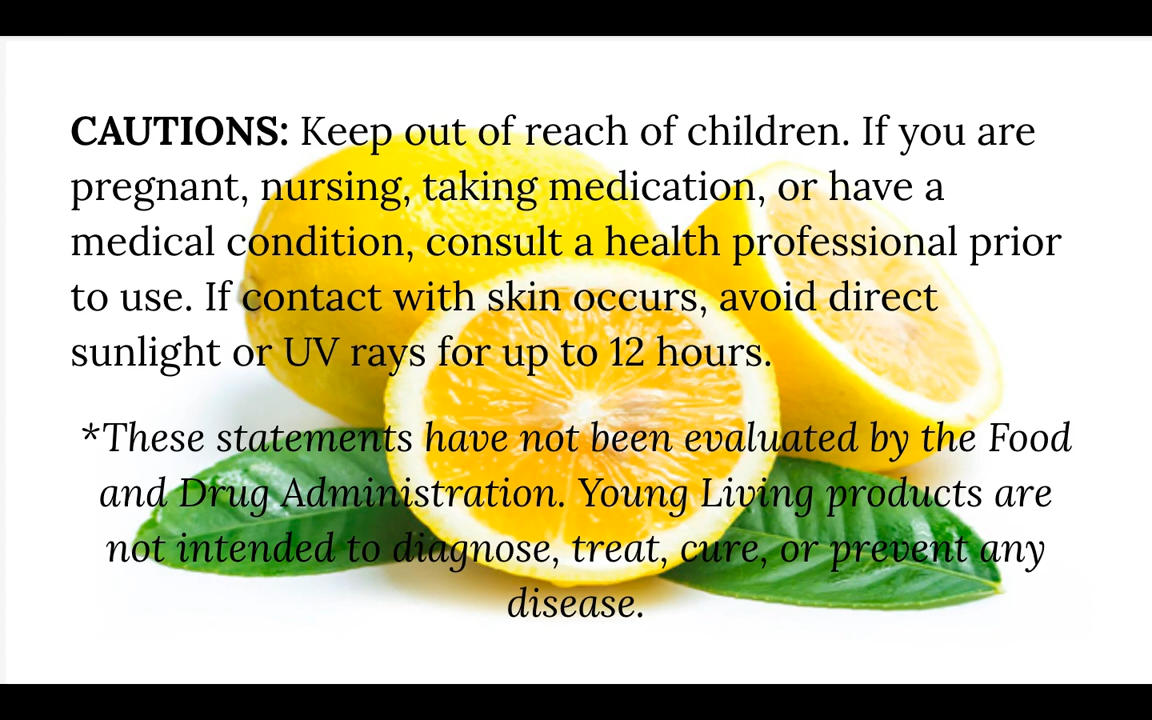 CAUTIONS: Keep out of reach of children. If you are
pregnant, nursing, taking medication, or have a
medical condition, consult a health professional prior
to use. If contact with skin occurs, avoid direct
sunlight or UV rays for up to 12 hours.
*These statements have not been evaluated by the Food
and Drug Administration. Young Living products are
not intended to diagnose, treat, cure, or prevent any
disease.